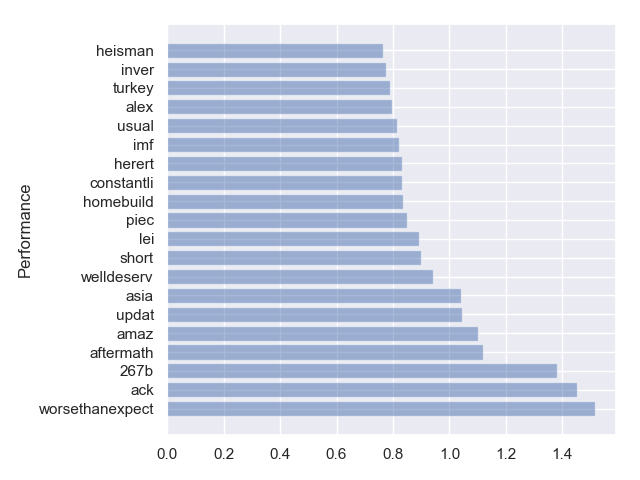 heisman
inver
turkey
alex
usual
imf
herert
constantli
homebuild
piec
lei
short
welldeserv
asia
updat
amaz
aftermath
267b
ack
worsethanexpect
Performance
0.0 0.2 0.4 0.6 0.8 1.0 1.2 1.4